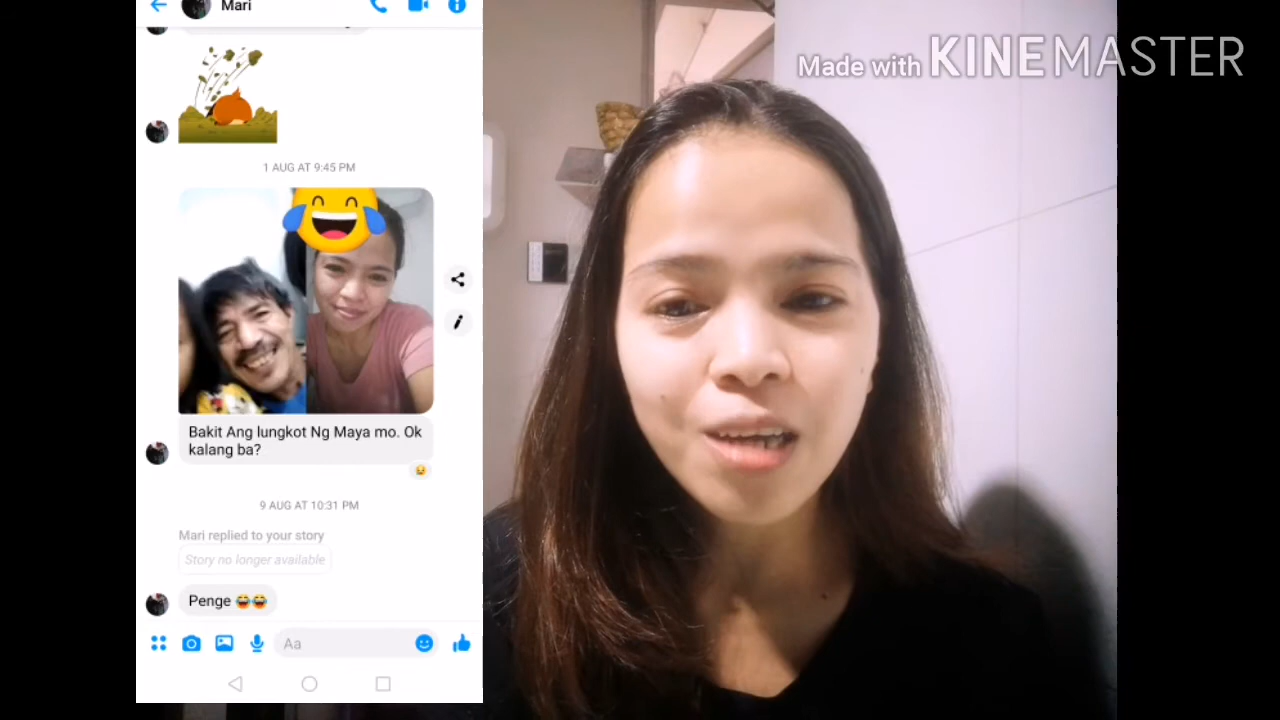 Mari
1 AUG AT 9:45 PM
Bakit Ang lungkot Ng Maya mo. Ok
kalang ba?
9 AUG AT 10:31 PM
Mari replied to your story
Story no longer available
Penge 😂😂
Aa
Made with KINEMASTER